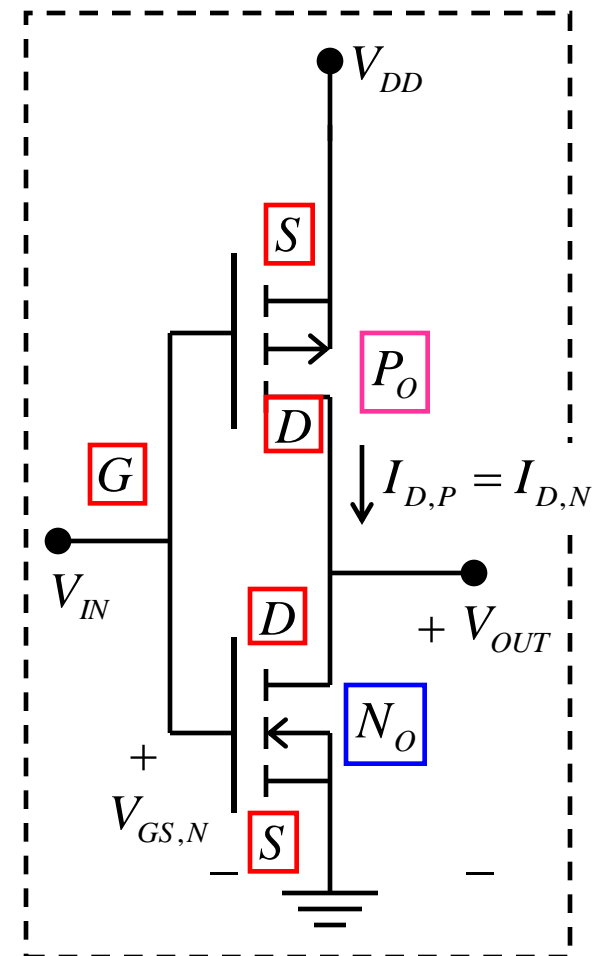 V_DD
S
P_O
D
G
I_D,P = I_D,N
V_IN
D
+ V_OUT
N_O
+
V_GS,N
S
− −